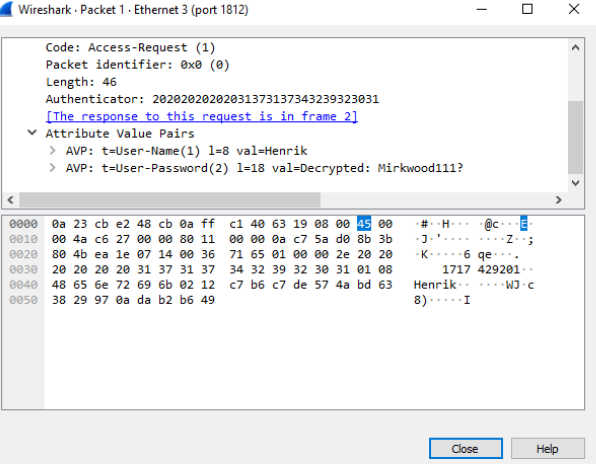 Wireshark · Packet 1 · Ethernet 3 (port 1812)
Code: Access-Request (1)
Packet identifier: 0x0 (0)
Length: 46
Authenticator: 20202020202031373137343239323031
[The response to this request is in frame 2]
Attribute Value Pairs
AVP: t=User-Name(1) l=8 val=Henrik
AVP: t=User-Password(2) l=18 val=Decrypted: Mirkwood111?
0000 0a 23 cb e2 48 cb 0a ff c1 40 63 19 08 00 45 00 ·#··H··· ·@c···E·
0010 00 4a c6 27 00 00 80 11 00 00 0a c7 5a d0 8b 3b ·J·'···· ····Z··;
0020 80 4b ea 1e 07 14 00 36 71 65 01 00 00 2e 20 20 ·K·····6 qe···.
0030 20 20 20 20 31 37 31 37 34 32 39 32 30 31 01 08 1717 429201··
0040 48 65 6e 72 69 6b 02 12 c7 b6 c7 de 57 4a bd 63 Henrik·· ····WJ·c
0050 38 29 97 0a da b2 b6 49 8)·····I
Close Help